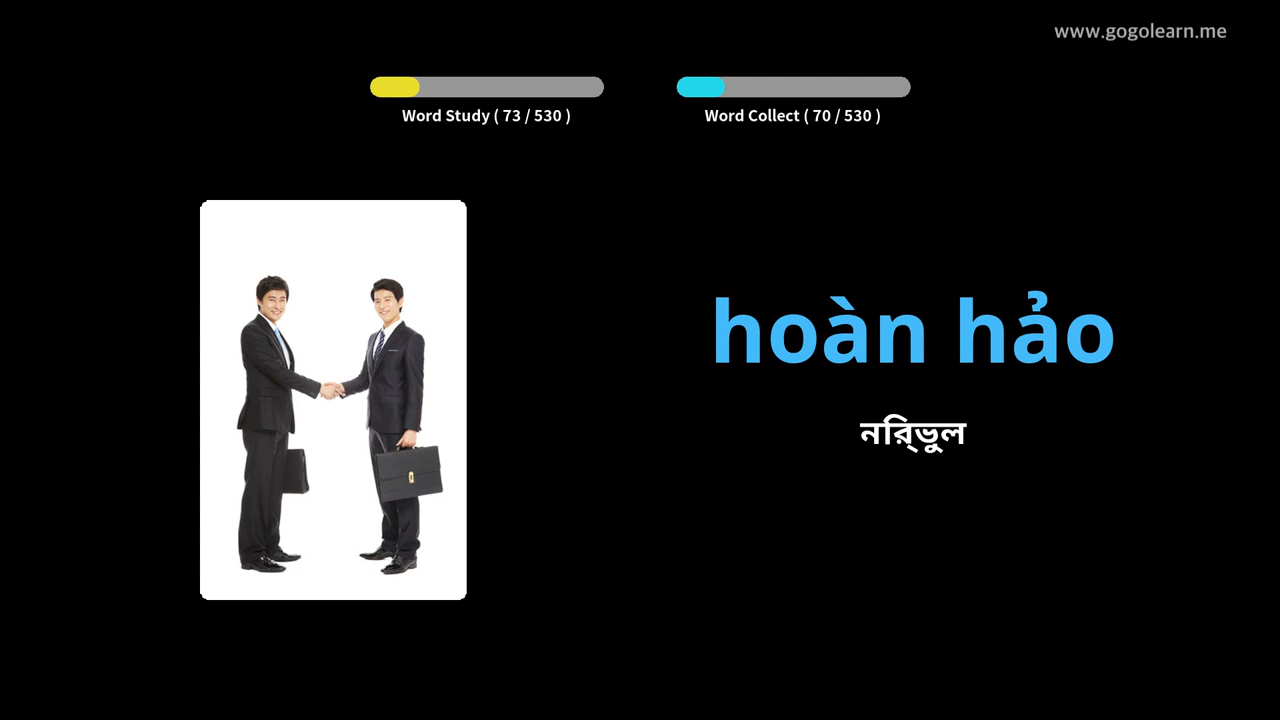 www.gogolearn.me
Word Study ( 73 / 530 )
Word Collect ( 70 / 530 )
hoàn hảo
নির্ভুল